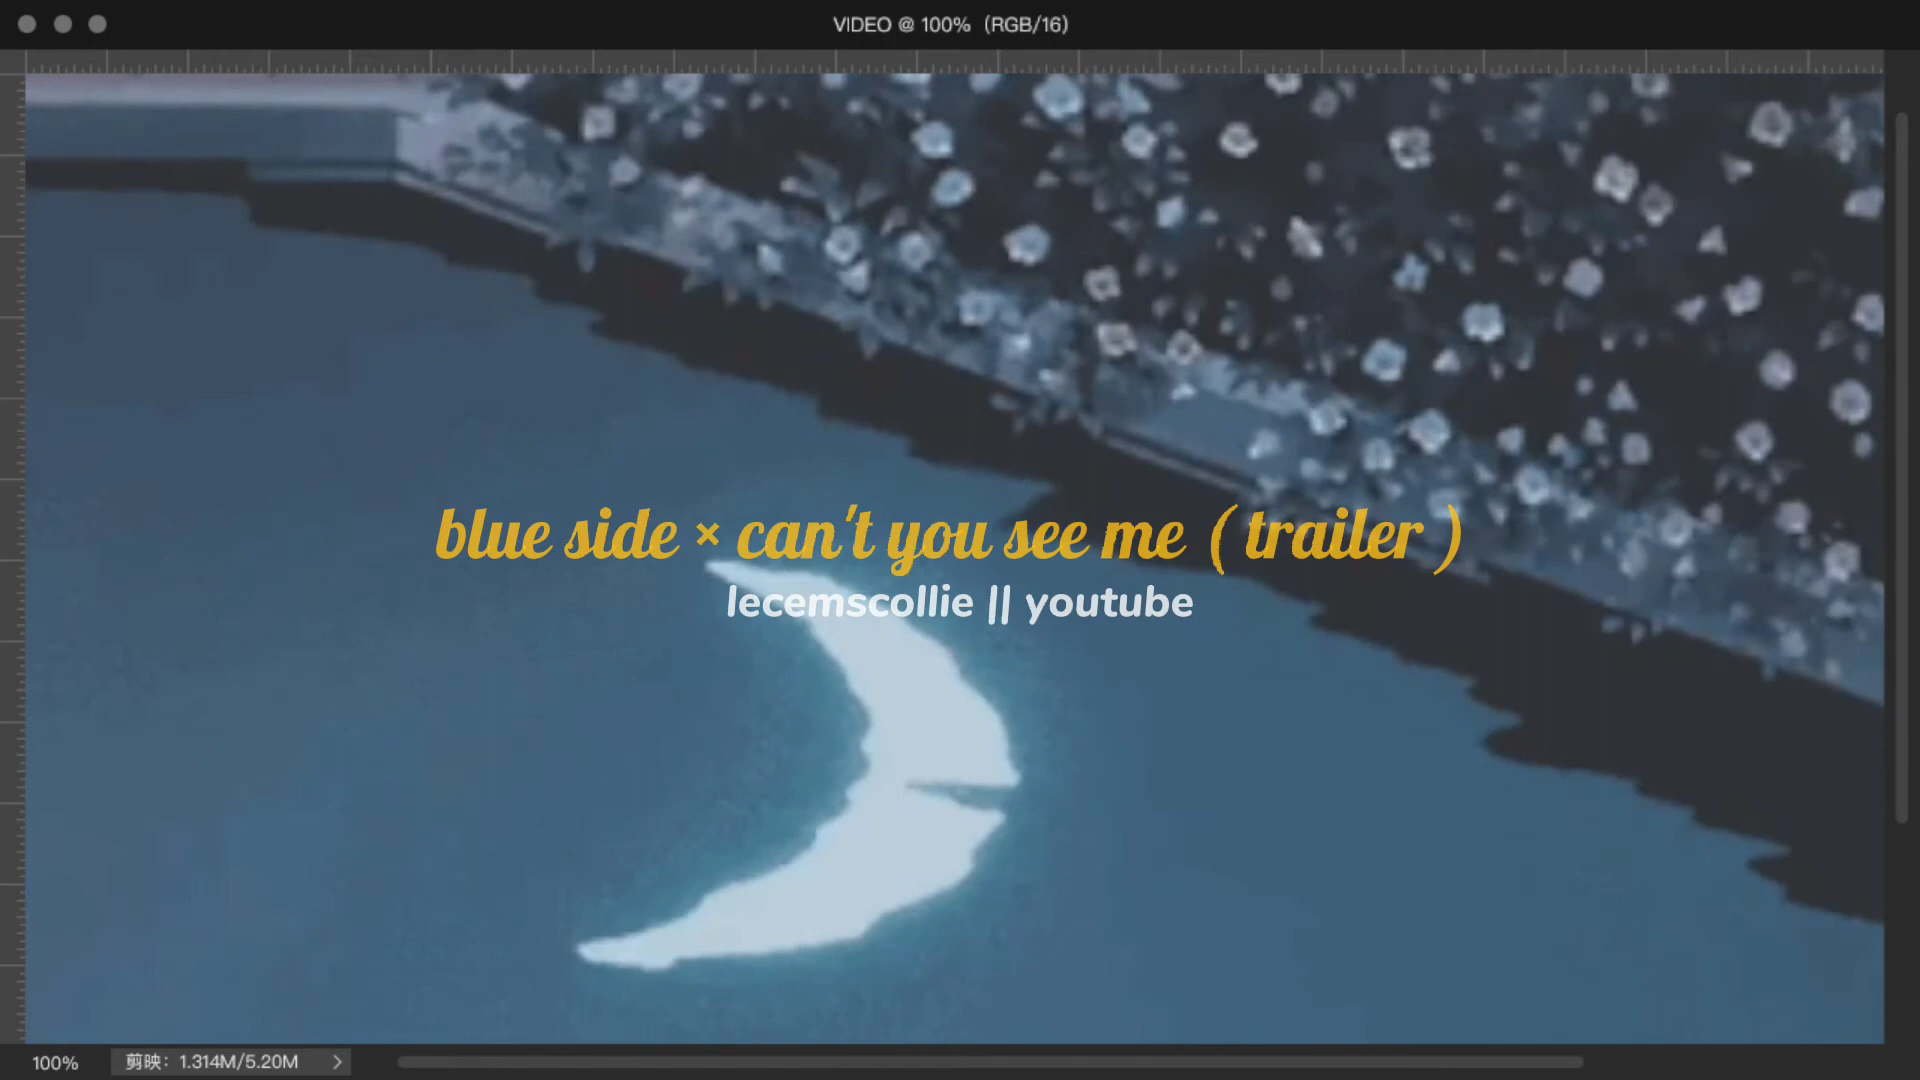 VIDEO @ 100% (RGB/16)
blue side × can't you see me ( trailer )
lecemscollie || youtube
100% 剪映: 1.314M/5.20M >